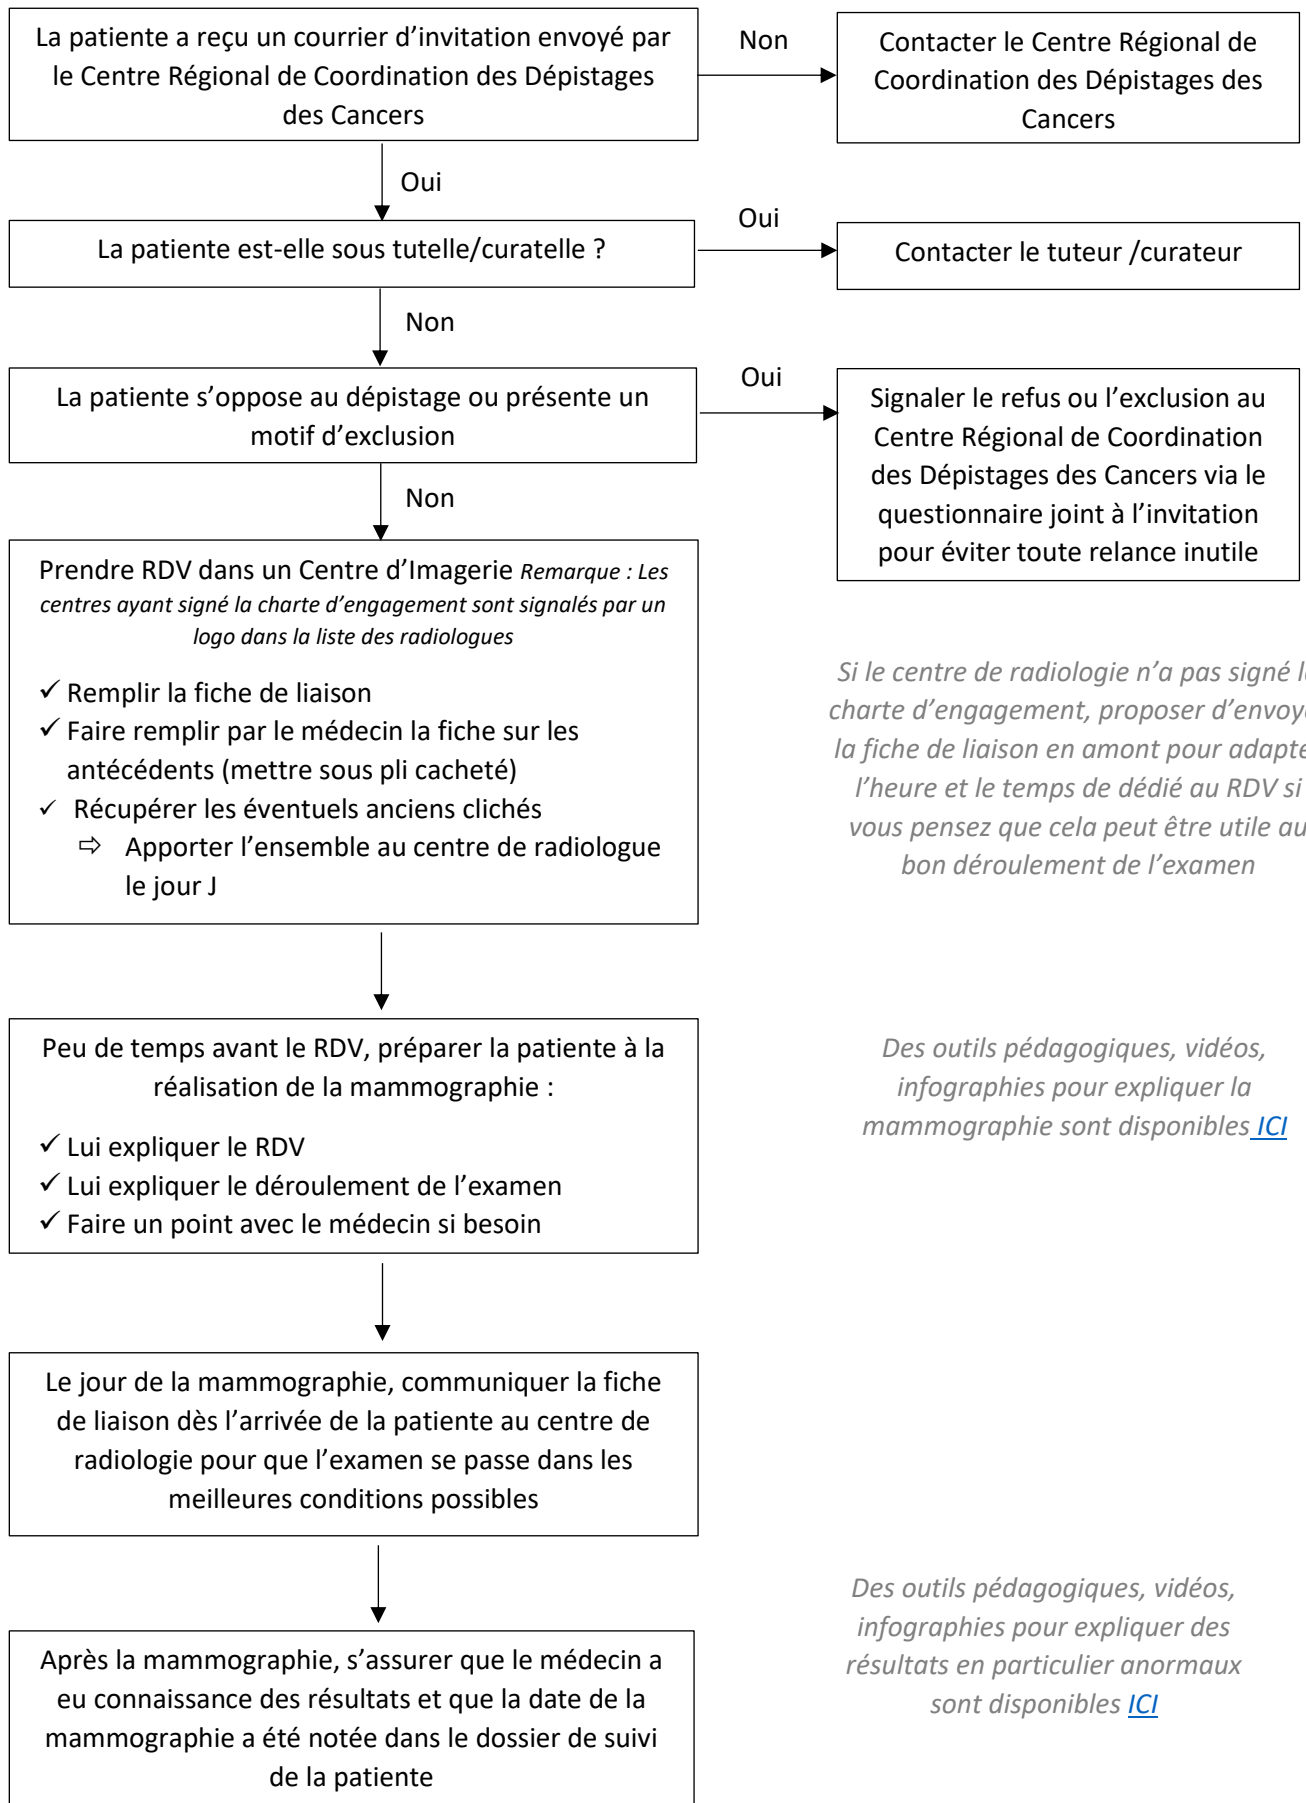 La patiente a reçu un courrier d’invitation envoyé par
le Centre Régional de Coordination des Dépistages
des Cancers
Non
Contacter le Centre Régional de
Coordination des Dépistages des
Cancers
Oui
La patiente est-elle sous tutelle/curatelle ?
Oui
Contacter le tuteur /curateur
Non
La patiente s’oppose au dépistage ou présente un
motif d’exclusion
Oui
Signaler le refus ou l’exclusion au
Centre Régional de Coordination
des Dépistages des Cancers via le
questionnaire joint à l’invitation
pour éviter toute relance inutile
Non
Prendre RDV dans un Centre d’Imagerie Remarque : Les
centres ayant signé la charte d’engagement sont signalés par un
logo dans la liste des radiologues
✓ Remplir la fiche de liaison
✓ Faire remplir par le médecin la fiche sur les
antécédents (mettre sous pli cacheté)
✓ Récupérer les éventuels anciens clichés
⇨ Apporter l’ensemble au centre de radiologue
le jour J
Si le centre de radiologie n’a pas signé
charte d’engagement, proposer
la fiche de liaison en amont pour
l’heure et le temps de dédié au RDV si
vous pensez que cela peut être utile au
bon déroulement de l’examen
Peu de temps avant le RDV, préparer la patiente à la
réalisation de la mammographie :
✓ Lui expliquer le RDV
✓ Lui expliquer le déroulement de l’examen
✓ Faire un point avec le médecin si besoin
Des outils pédagogiques, vidéos,
infographies pour expliquer la
mammographie sont disponibles ICI
Le jour de la mammographie, communiquer la fiche
de liaison dès l’arrivée de la patiente au centre de
radiologie pour que l’examen se passe dans les
meilleures conditions possibles
Après la mammographie, s’assurer que le médecin a
eu connaissance des résultats et que la date de la
mammographie a été notée dans le dossier de suivi
de la patiente
Des outils pédagogiques, vidéos,
infographies pour expliquer des
résultats en particulier anormaux
sont disponibles ICI